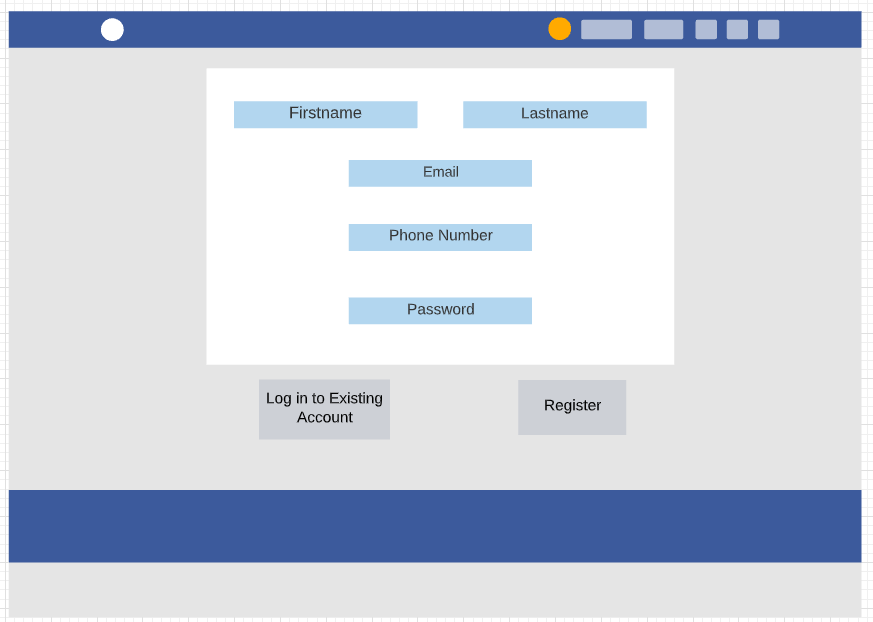 Firstname
Lastname
Email
Phone Number
Password
Log in to Existing
Account
Register